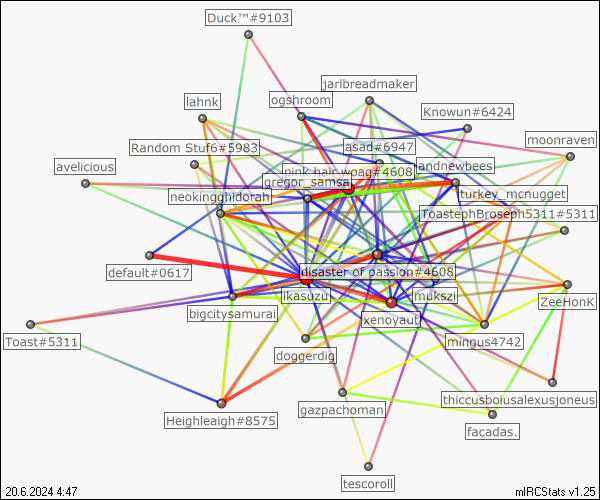 Duck™#9103
jarlbreadmaker
lahnk
ogshroom
Knowun#6424
moonraven
Random Stuf6#5983
asad#6947
avelicious
pink hair wpag#4608
landnewbees
gregor_samsa
neokingghidorah
turkey_mcnugget
ToastephBroseph5311#5311
default#0617
disaster of passion#4608
ikasuzu
mukszi
ZeeHonK
bigcitysamurai
xenoyaut
Toast#5311
doggerdig
mingus4742
Heighleaigh#8575
gazpachoman
thiccusboiusalexusjoneus
facadas.
tescoroll
20.6.2024 4:47
mIRCStats v1.25